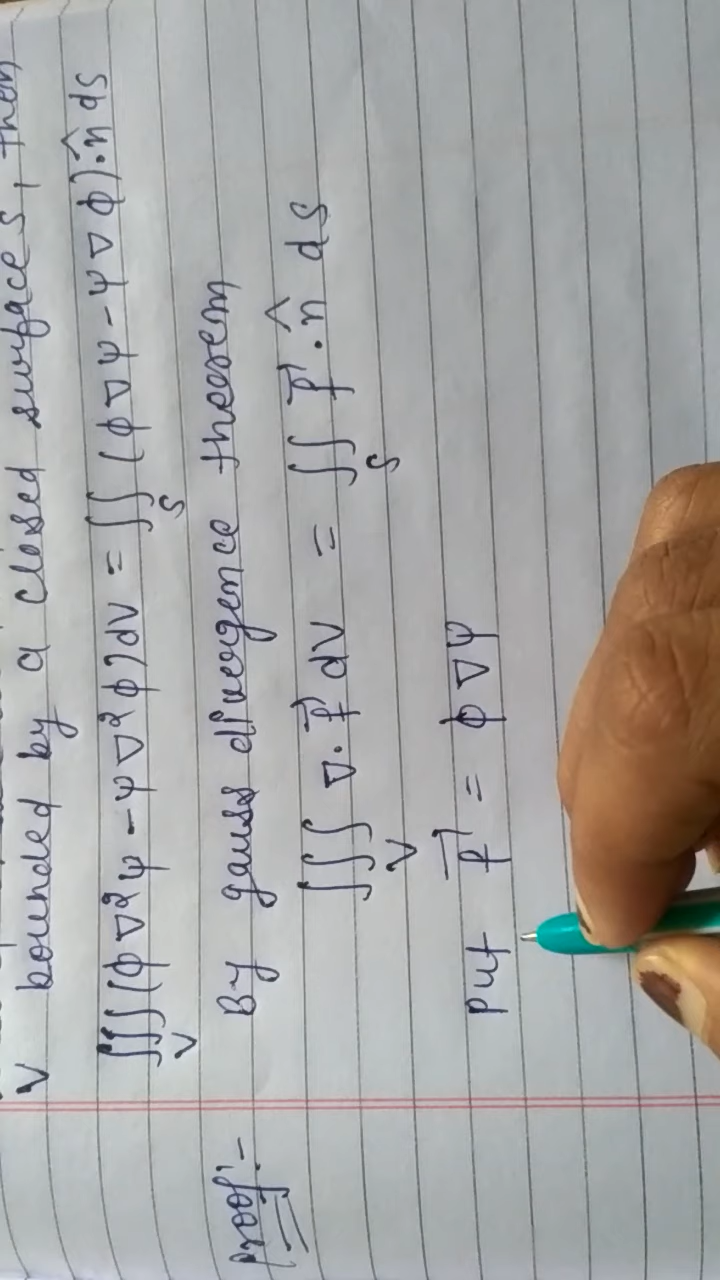 V bounded by a closed surface S, then
∭_V (ϕ∇²ψ − ψ∇²ϕ)dV = ∬_S (ϕ∇ψ − ψ∇ϕ)·n̂ ds
Proof:- By gauss divergence theorem
∭_V ∇·F⃗ dV = ∬_S F⃗·n̂ ds
Put F⃗ = ϕ∇ψ